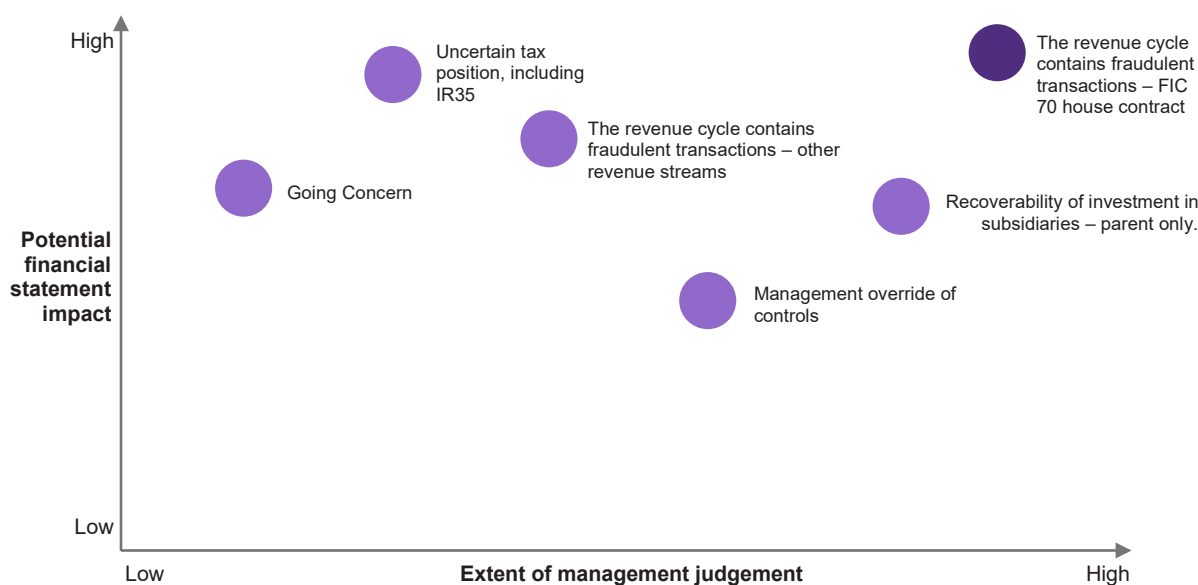 High
Uncertain tax
position, including
IR35
The revenue cycle
contains fraudulent
transactions – FIC
70 house contract
The revenue cycle contains
fraudulent transactions – other
revenue streams
Going Concern
Recoverability of investment in
subsidiaries – parent only.
Potential
financial
statement
impact
Management override of
controls
Low
Low
Extent of management judgement
High